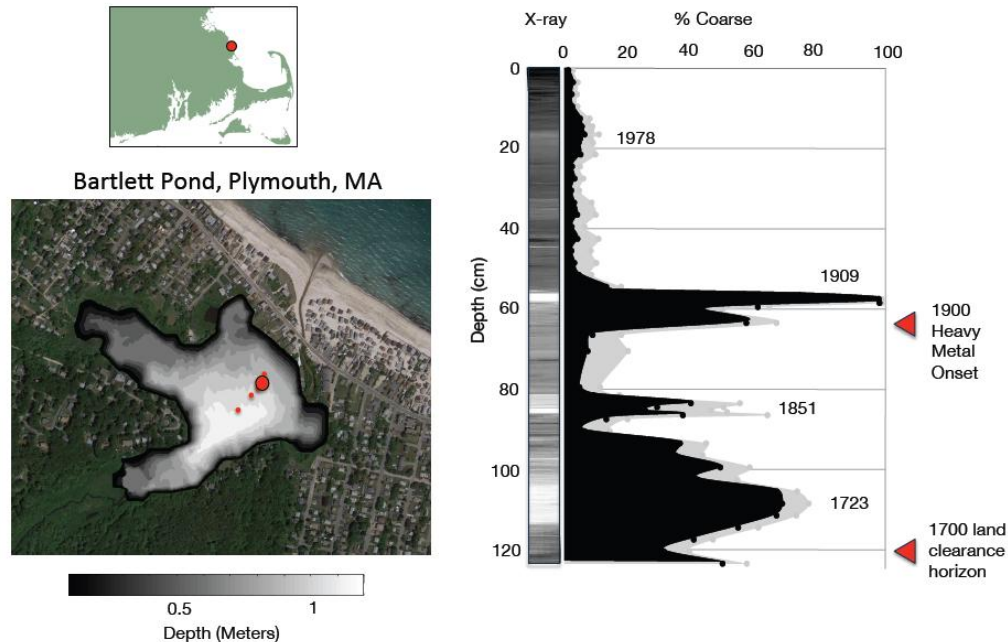 Bartlett Pond, Plymouth, MA
0.5
1
Depth (Meters)
X-ray
% Coarse
0
20
40
60
80
100
Depth (cm)
0
20
40
60
80
100
120
1978
1909
1851
1723
1900
Heavy
Metal
Onset
1700 land
clearance
horizon